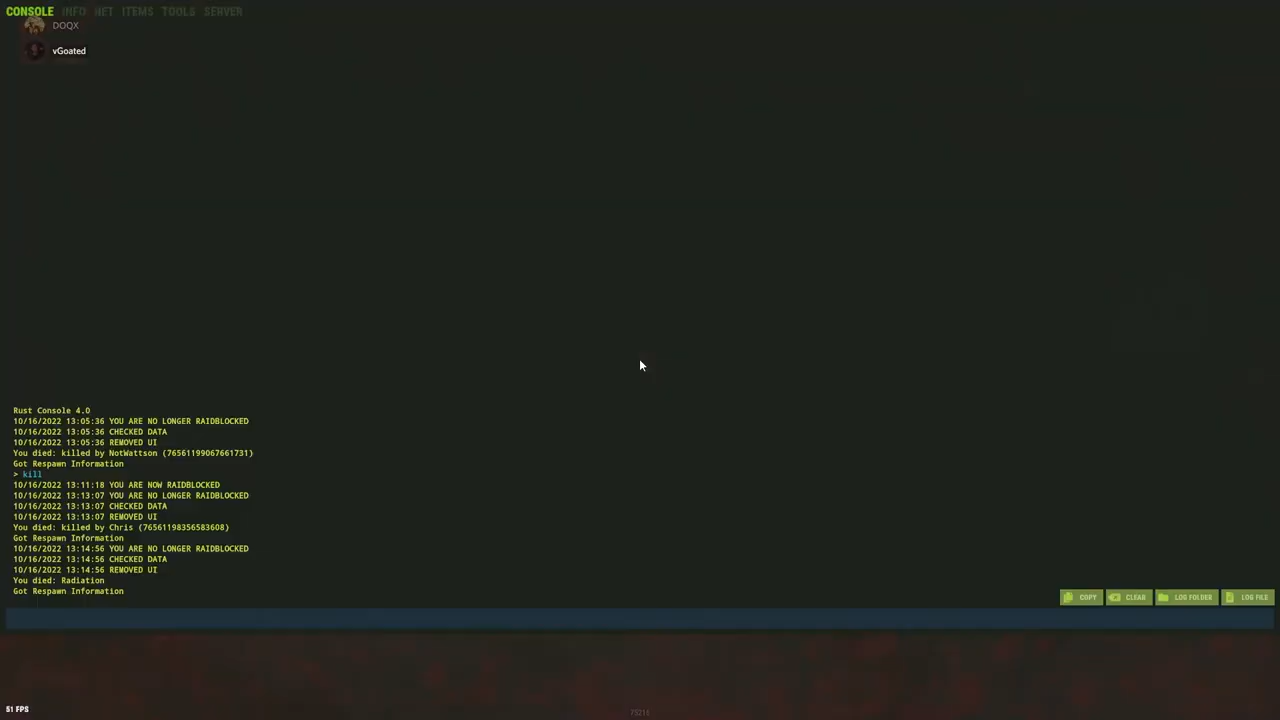 CONSOLE INFO NET ITEMS TOOLS SERVER
DOQX
vGoated
Rust Console 4.0
10/16/2022 13:05:36 YOU ARE NO LONGER RAIDBLOCKED
10/16/2022 13:05:36 CHECKED DATA
10/16/2022 13:05:36 REMOVED UI
You died: killed by NotWattson (76561199067661731)
Got Respawn Information
> kill
10/16/2022 13:11:18 YOU ARE NOW RAIDBLOCKED
10/16/2022 13:13:07 YOU ARE NO LONGER RAIDBLOCKED
10/16/2022 13:13:07 CHECKED DATA
10/16/2022 13:13:07 REMOVED UI
You died: killed by Chris (76561198356583608)
Got Respawn Information
10/16/2022 13:14:56 YOU ARE NO LONGER RAIDBLOCKED
10/16/2022 13:14:56 CHECKED DATA
10/16/2022 13:14:56 REMOVED UI
You died: Radiation
Got Respawn Information
COPY CLEAR LOG FOLDER LOG FILE
51 FPS